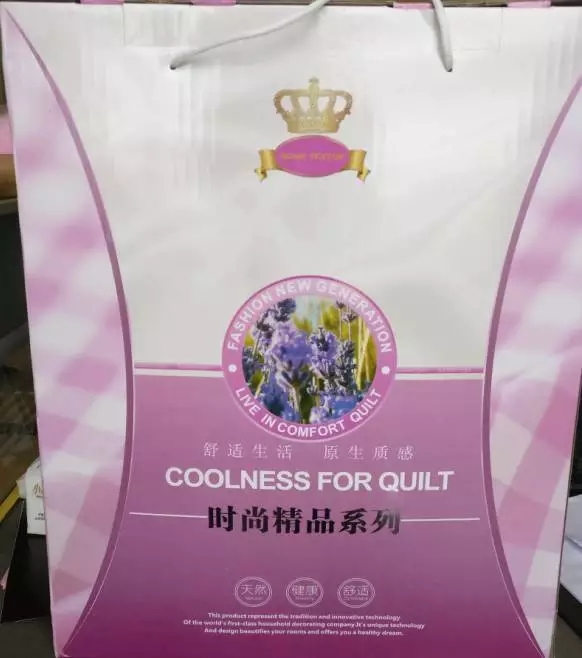 HOME TEXTILE
FASHION NEW GENERATION
LIVE IN COMFORT QUILT
舒适生活 原生质感
COOLNESS FOR QUILT
时尚精品系列
天然 健康 舒适
This product represent the tradition and innovative technology
Of the world's first-class household decorating company.It's unique technology
And design beautifies your rooms and offers you a healthy dream.